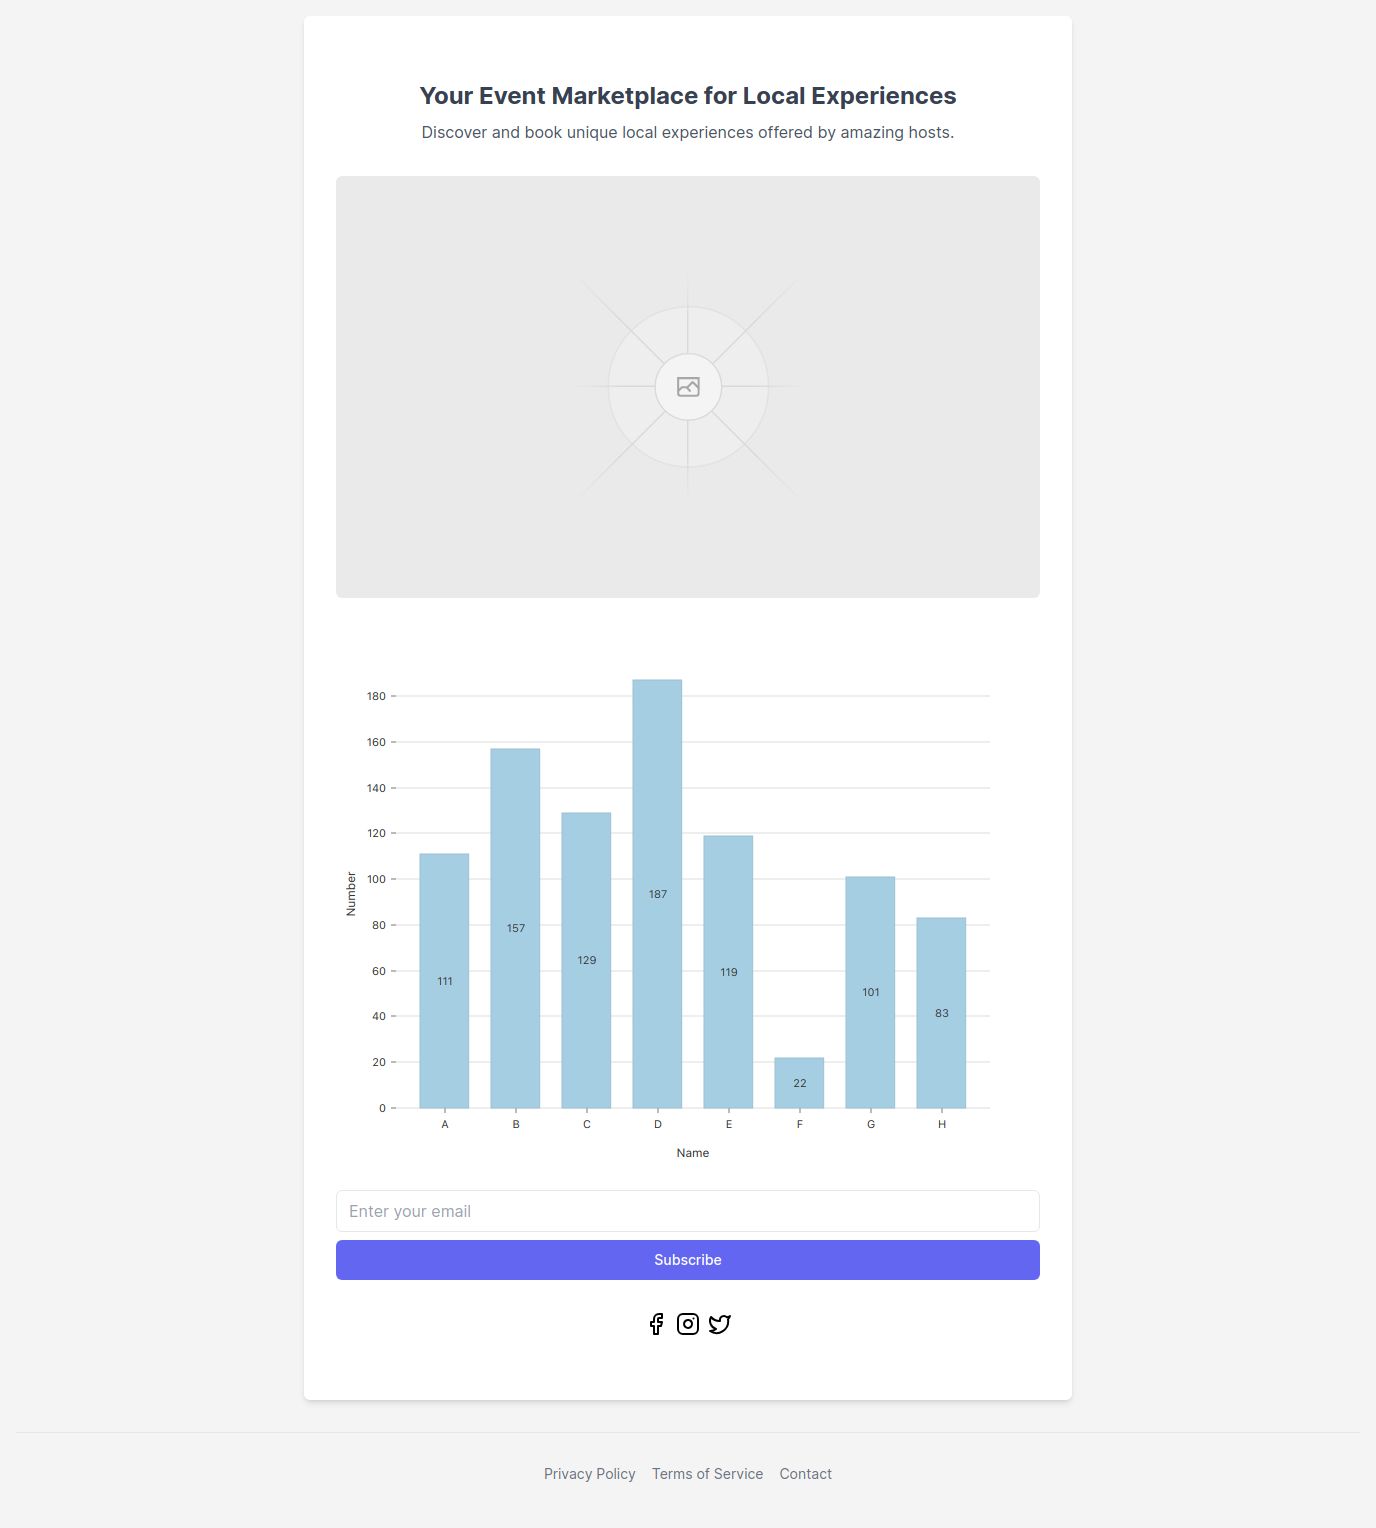 Your Event Marketplace for Local Experiences
Discover and book unique local experiences offered by amazing hosts.
Number
180
160
140
120
100
80
60
40
20
0
111
157
129
187
119
22
101
83
A B C D E F G H
Name
Enter your email
Subscribe
Privacy Policy Terms of Service Contact